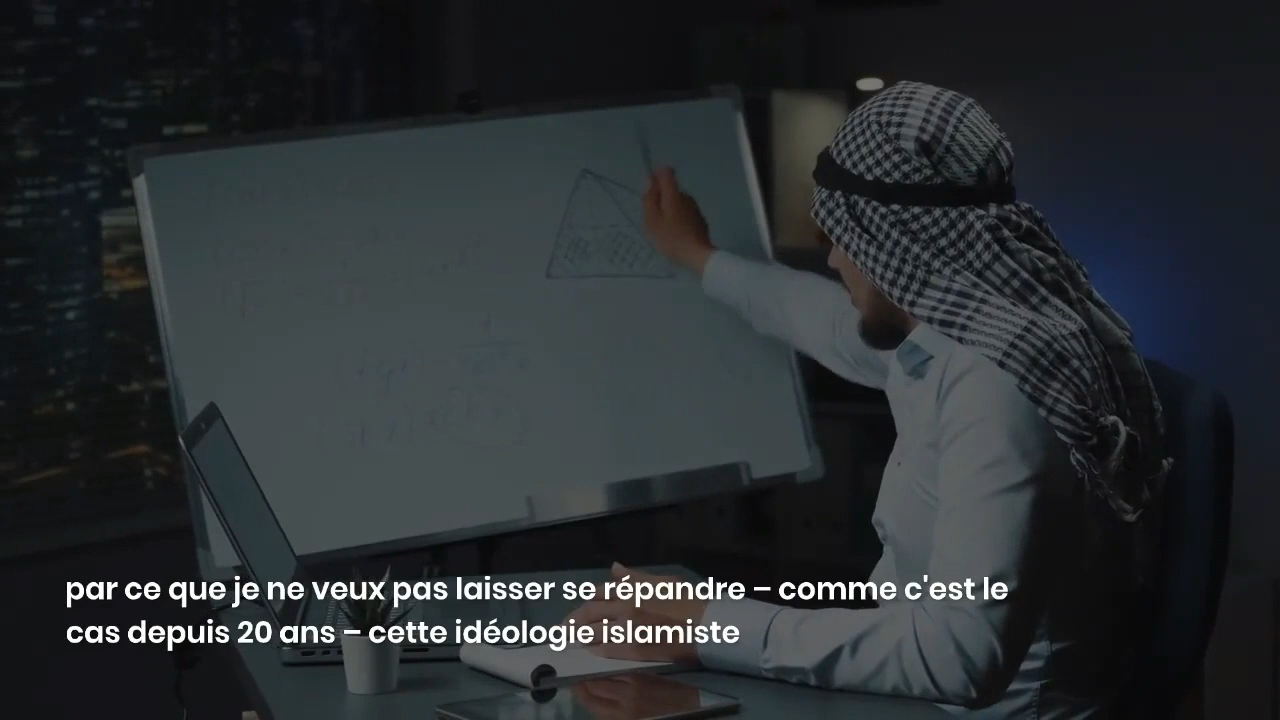 par ce que je ne veux pas laisser se répandre – comme c'est le
cas depuis 20 ans – cette idéologie islamiste